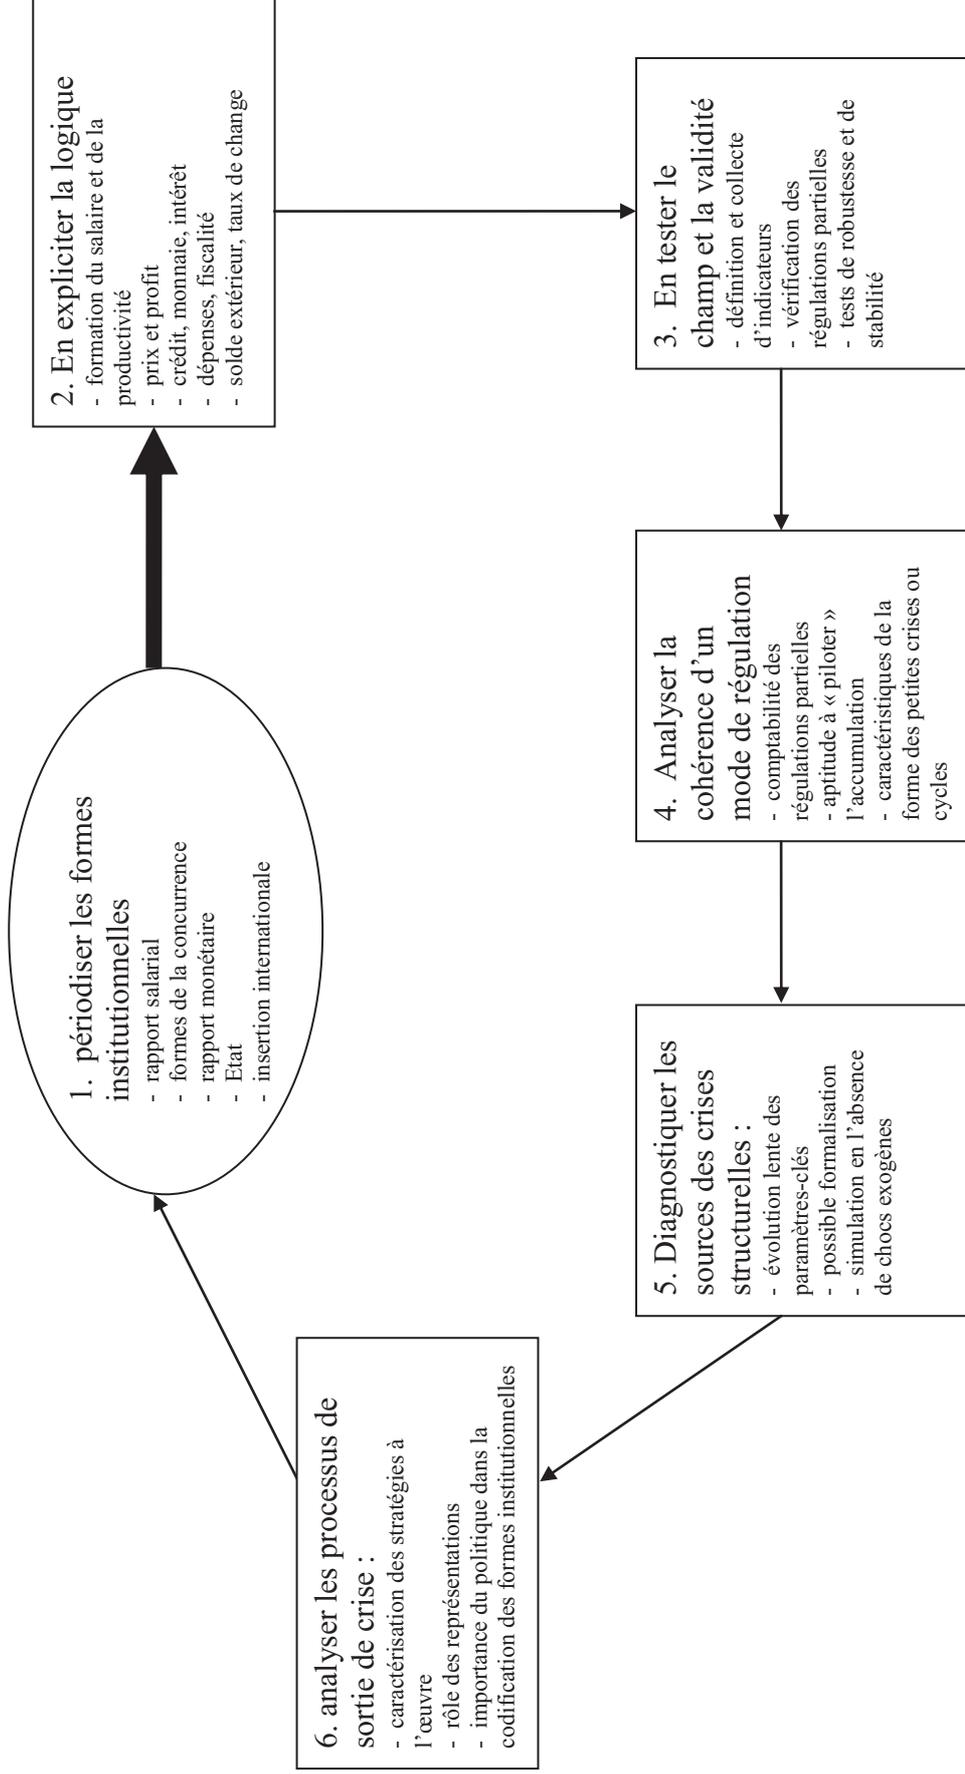 1. périodiser les formes
institutionnelles
- rapport salarial
- formes de la concurrence
- rapport monétaire
- Etat
- insertion internationale
2. En expliciter la logique
- formation du salaire et de la
productivité
- prix et profit
- crédit, monnaie, intérêt
- dépenses, fiscalité
- solde extérieur, taux de change
3. En tester le
champ et la validité
- définition et collecte
d'indicateurs
- vérification des
régulations partielles
- tests de robustesse et de
stabilité
4. Analyser la
cohérence d'un
mode de régulation
- comptabilité des
régulations partielles
- aptitude à « piloter »
l'accumulation
- caractéristiques de la
forme des petites crises ou
cycles
5. Diagnostiquer les
sources des crises
structurelles :
- évolution lente des
paramètres-clés
- possible formalisation
- simulation en l'absence
de chocs exogènes
6. analyser les processus de
sortie de crise :
- caractérisation des stratégies à
l'œuvre
- rôle des représentations
- importance du politique dans la
codification des formes institutionnelles